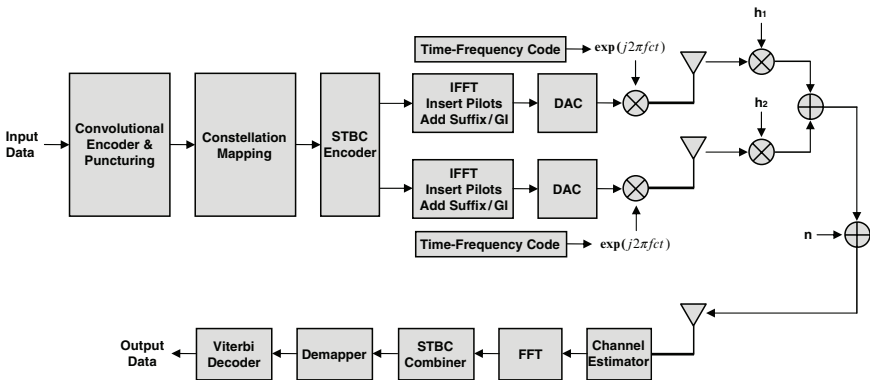 h1
Time-Frequency Code
exp(j2πfct)
Input
Data
Convolutional
Encoder &
Puncturing
Constellation
Mapping
STBC
Encoder
IFFT
Insert Pilots
Add Suffix/GI
DAC
h2
IFFT
Insert Pilots
Add Suffix/GI
DAC
Time-Frequency Code
exp(j2πfct)
n
Output
Data
Viterbi
Decoder
Demapper
STBC
Combiner
FFT
Channel
Estimator